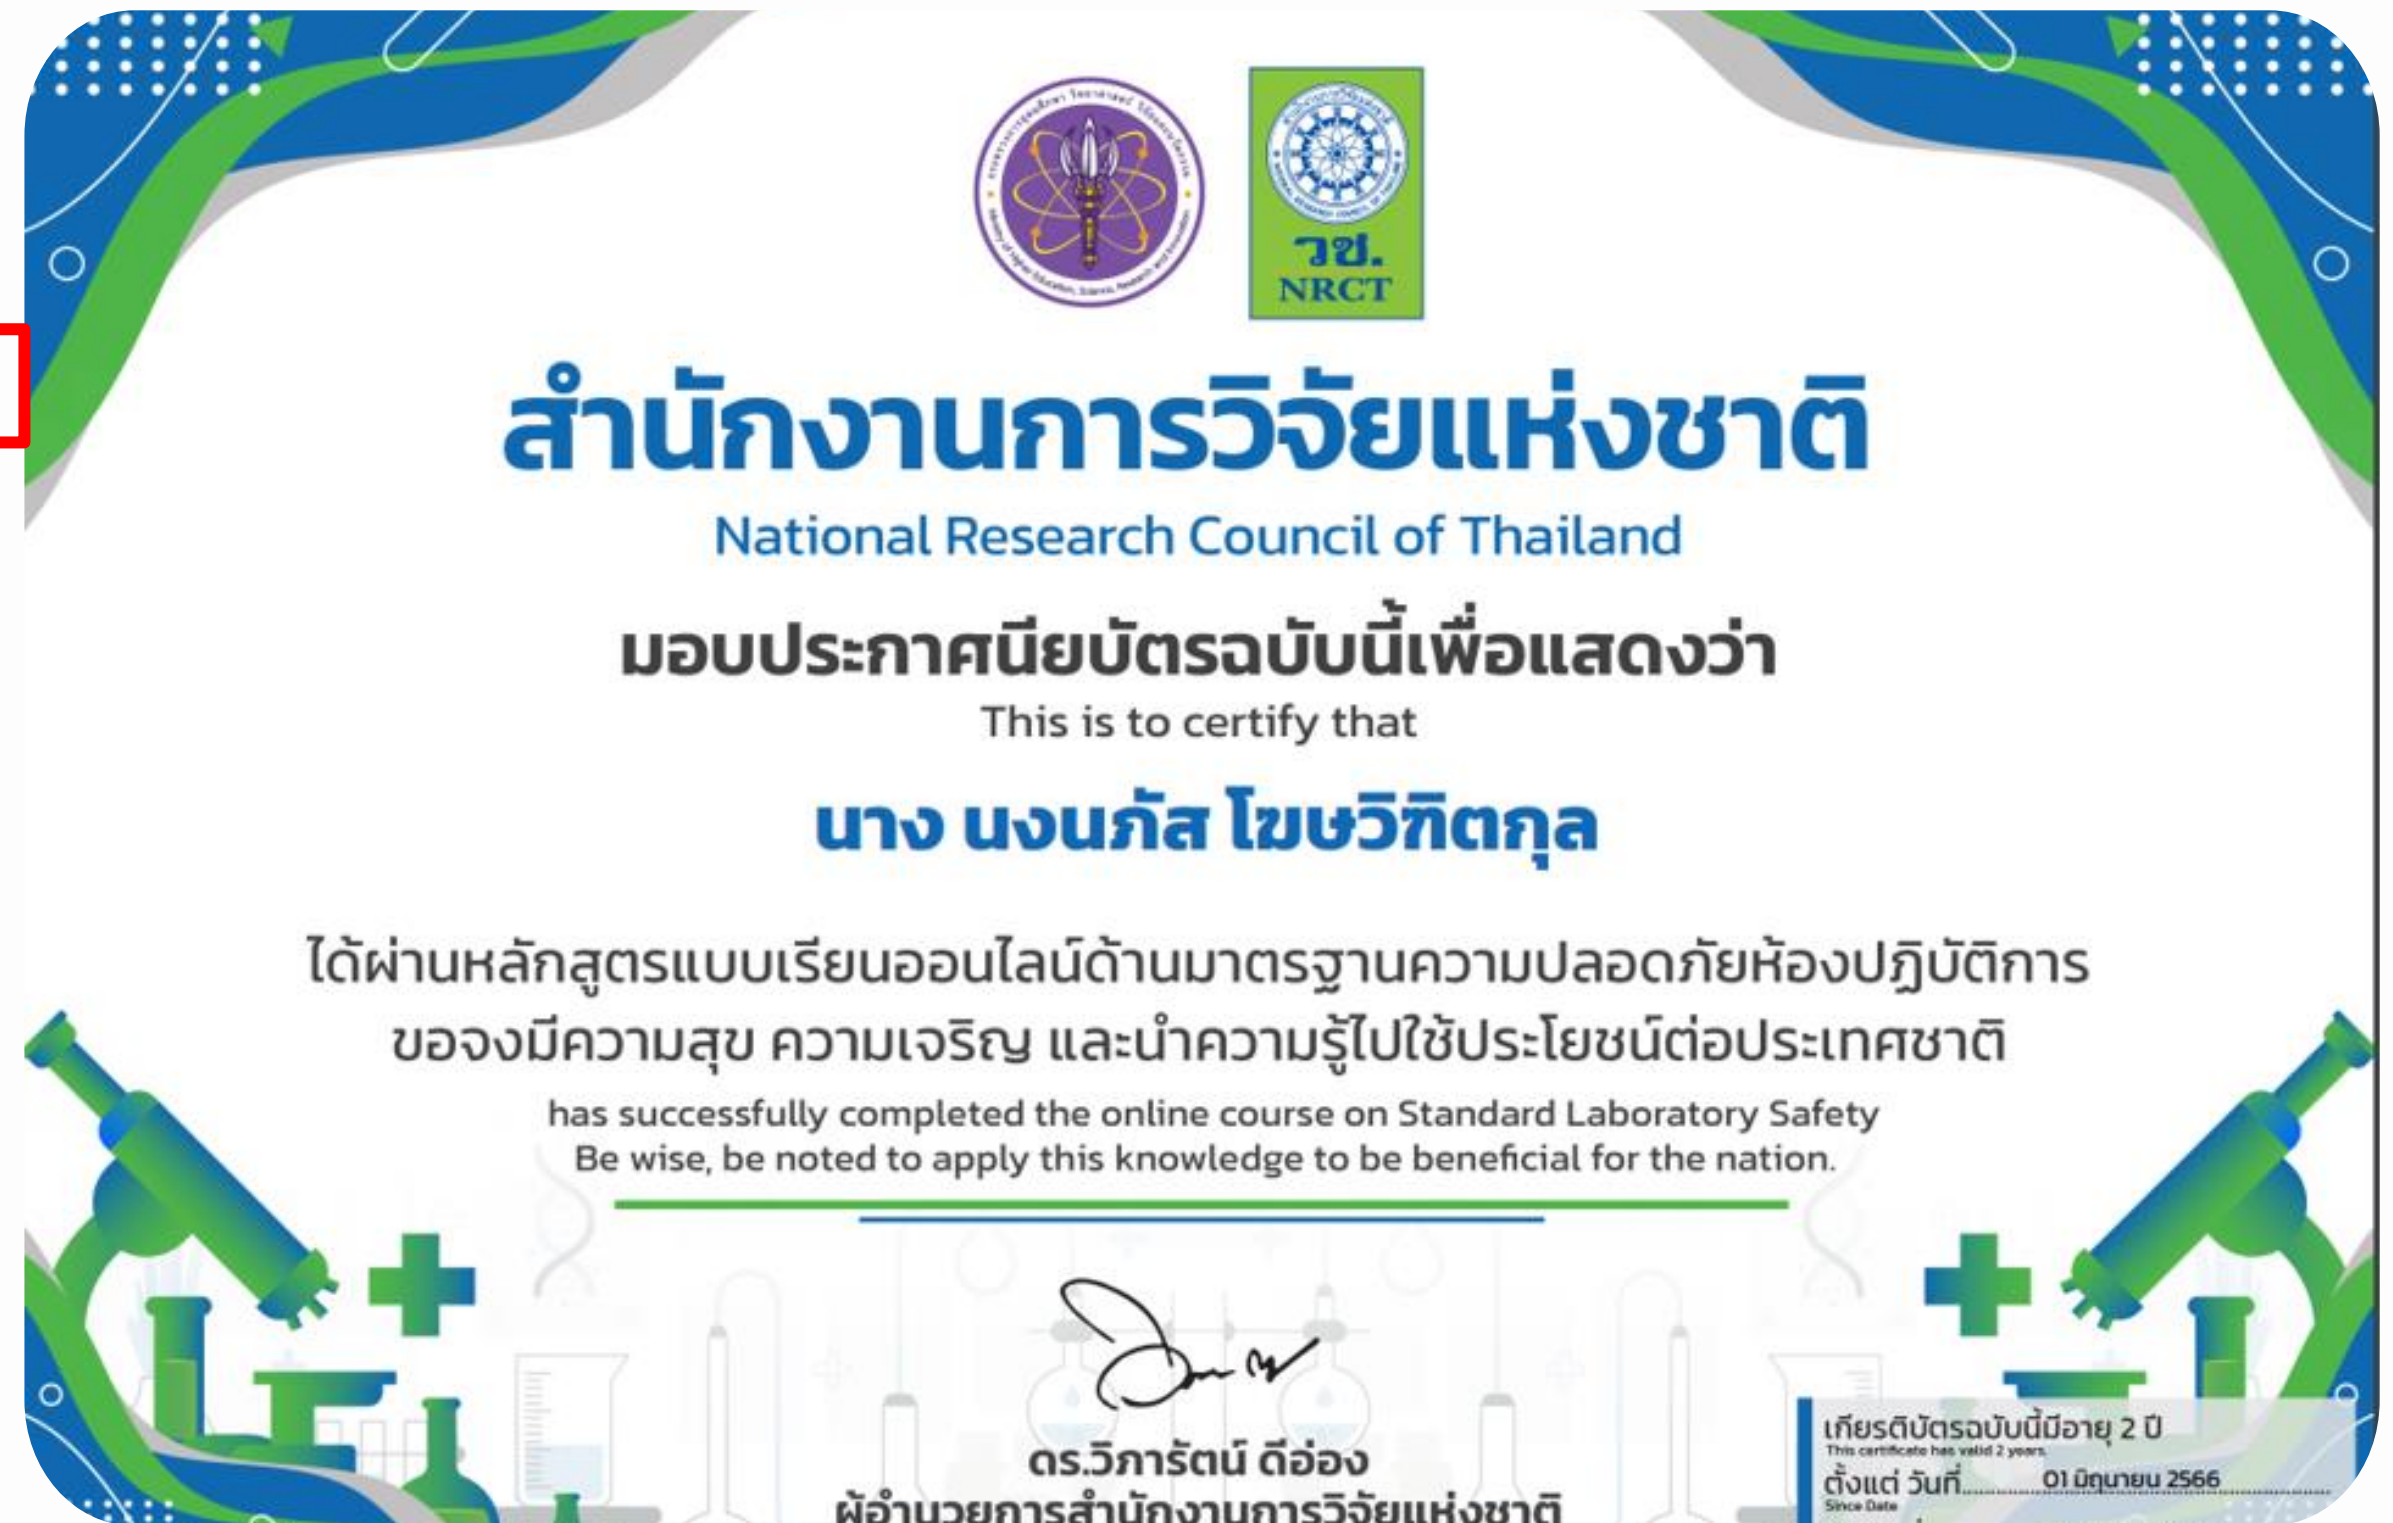 วช.
NRCT
สำนักงานการวิจัยแห่งชาติ
National Research Council of Thailand
มอบประกาศนียบัตรฉบับนี้เพื่อแสดงว่า
This is to certify that
นาง นงนภัส โฆษวิฑิตกุล
ได้ผ่านหลักสูตรแบบเรียนออนไลน์ด้านมาตรฐานความปลอดภัยห้องปฏิบัติการ
ขอจงมีความสุข ความเจริญ และนำความรู้ไปใช้ประโยชน์ต่อประเทศชาติ
has successfully completed the online course on Standard Laboratory Safety
Be wise, be noted to apply this knowledge to be beneficial for the nation.
ดร.วิภารัตน์ ดีอ่อง
ผู้อำนวยการสำนักงานการวิจัยแห่งชาติ
เกียรติบัตรฉบับนี้มีอายุ 2 ปี
This certificate has valid 2 years.
ตั้งแต่ วันที่ 01 มิถุนายน 2566
Since Date